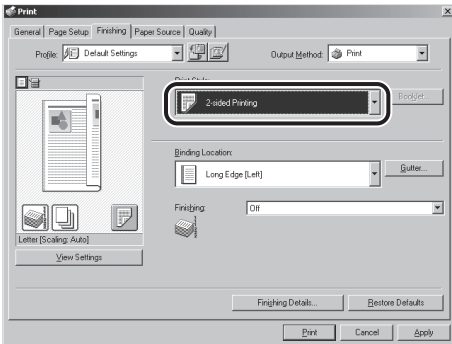 Print
General Page Setup Finishing Paper Source Quality
Profile: Default Settings Output Method: Print
Print Style:
2-sided Printing Booklet...
Binding Location:
Long Edge [Left] Gutter...
Finishing: Off
Letter [Scaling: Auto]
View Settings
Finishing Details... Restore Defaults
Print Cancel Apply